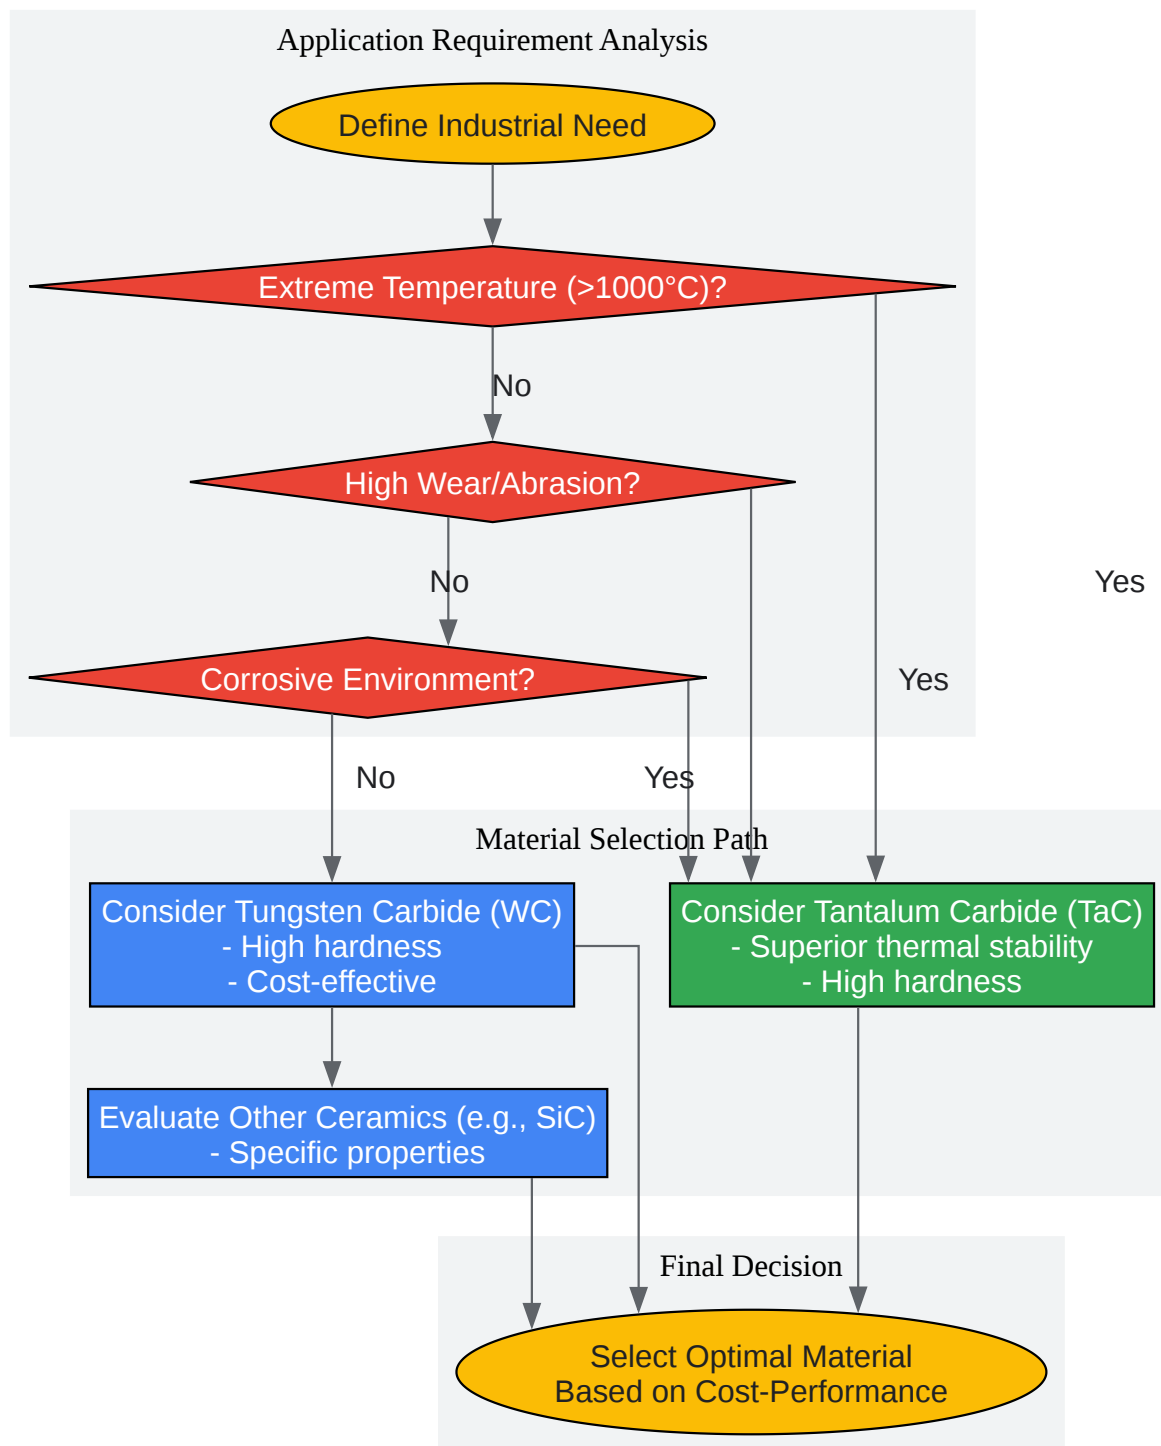 Application Requirement Analysis
Define Industrial Need
Extreme Temperature (>1000°C)?
No
High Wear/Abrasion?
No
Yes
Corrosive Environment?
Yes
No
Yes
Material Selection Path
Consider Tungsten Carbide (WC)
- High hardness
- Cost-effective
Consider Tantalum Carbide (TaC)
- Superior thermal stability
- High hardness
Evaluate Other Ceramics (e.g., SiC)
- Specific properties
Final Decision
Select Optimal Material
Based on Cost-Performance